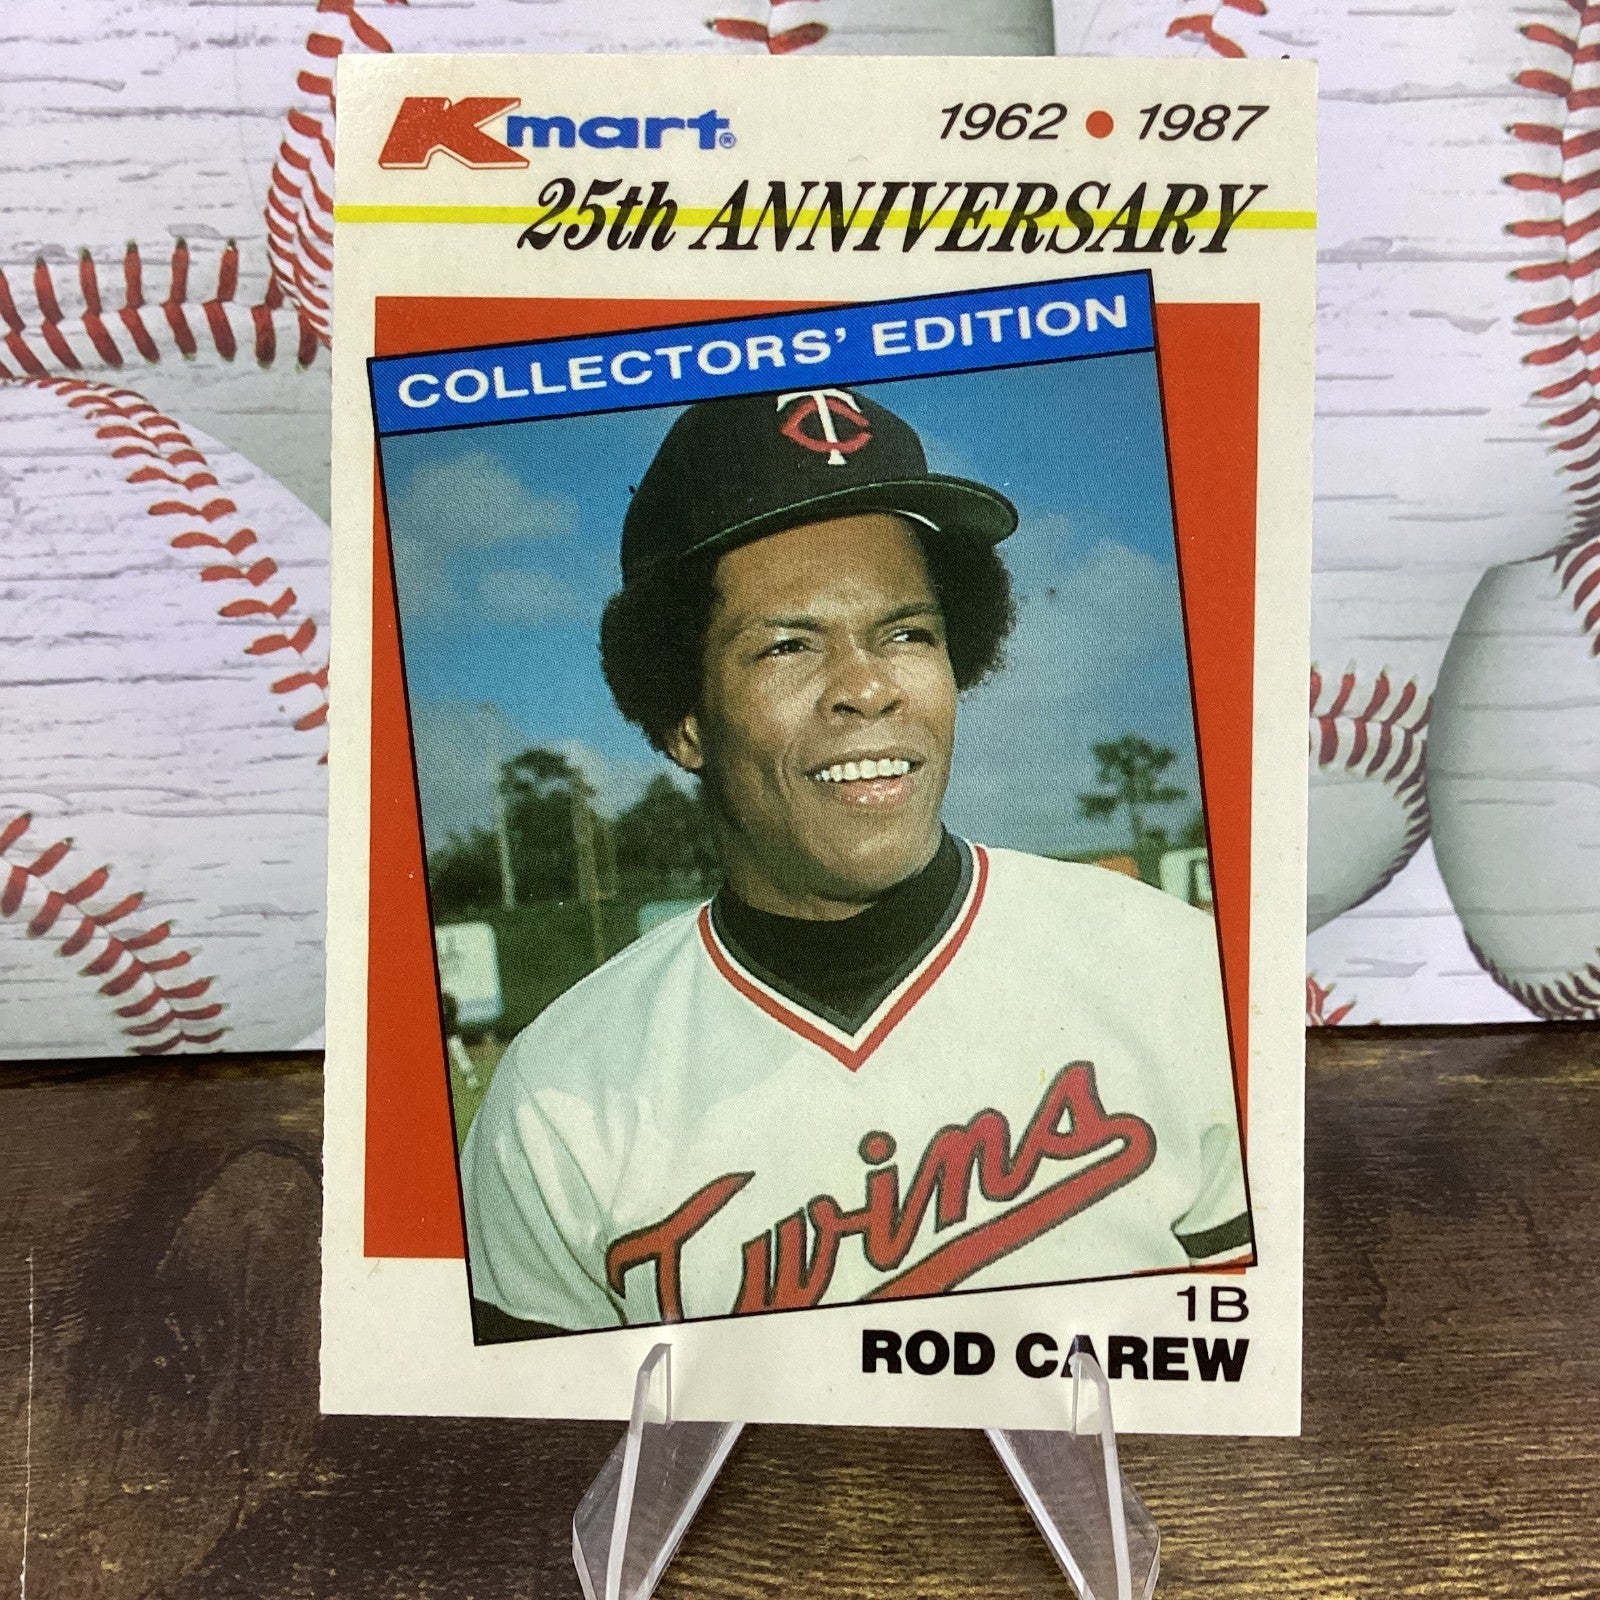 Kmart® 1962 • 1987
25th ANNIVERSARY
COLLECTORS' EDITION
TC
Twins
1B
ROD CAREW